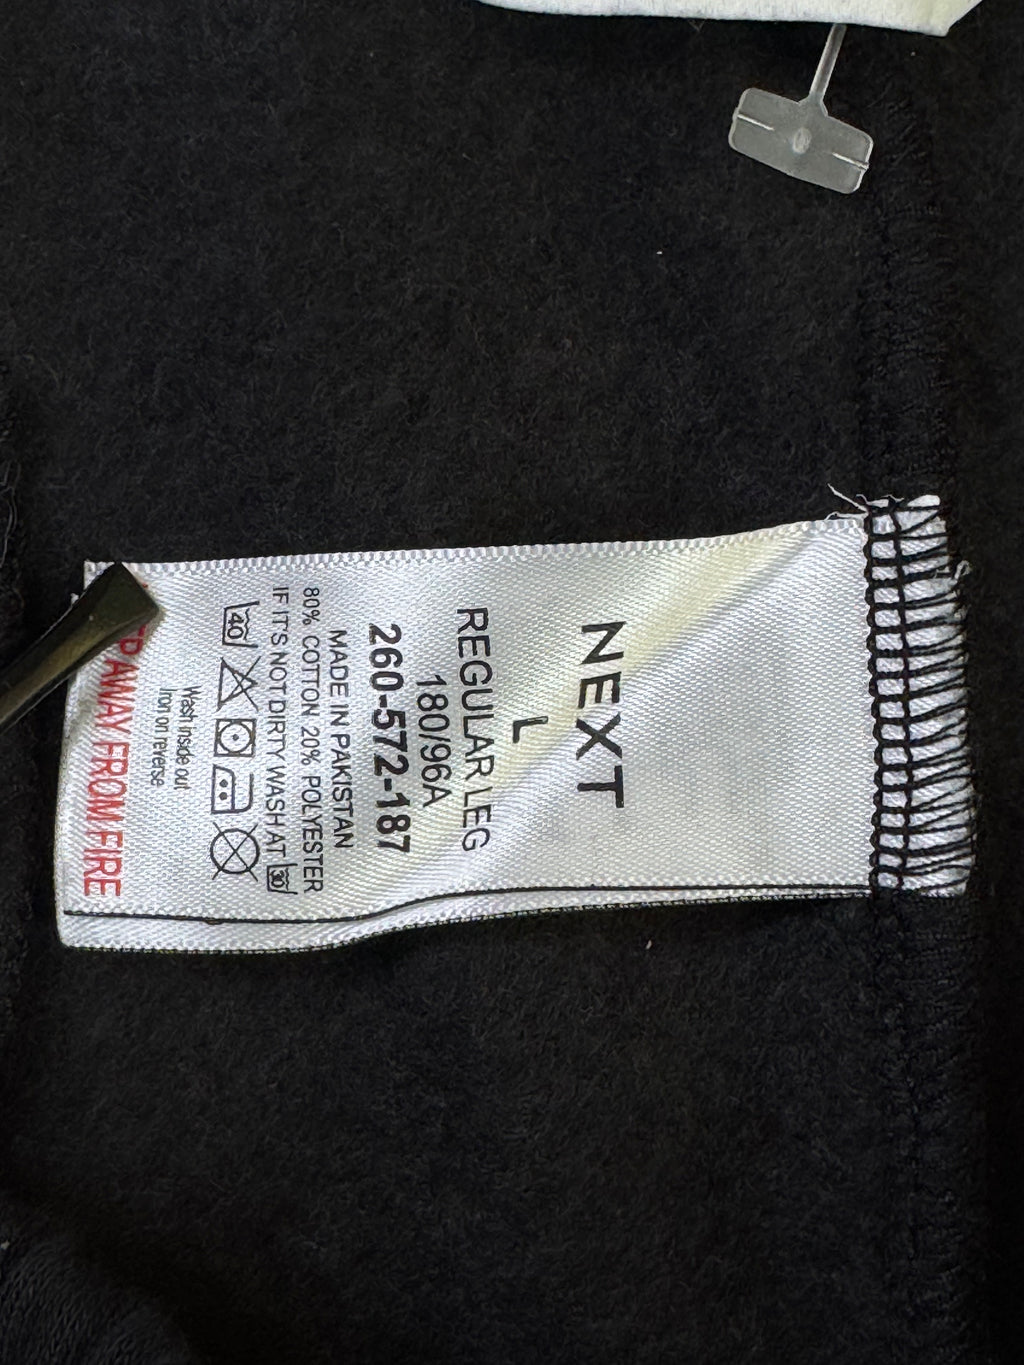 NEXT
L
REGULAR LEG
180/96A
260-572-187
MADE IN PAKISTAN
80% COTTON 20% POLYESTER
IF IT'S NOT DIRTY WASH AT 30
40
Wash inside out
Iron on reverse
AWAY FROM FIRE